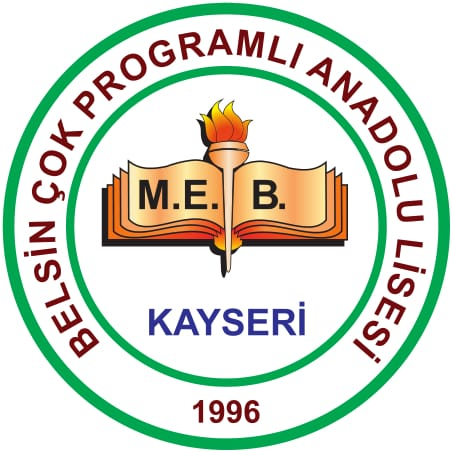 BELSİN ÇOK PROGRAMLI ANADOLU LİSESİ
M.E.B.
KAYSERİ
1996